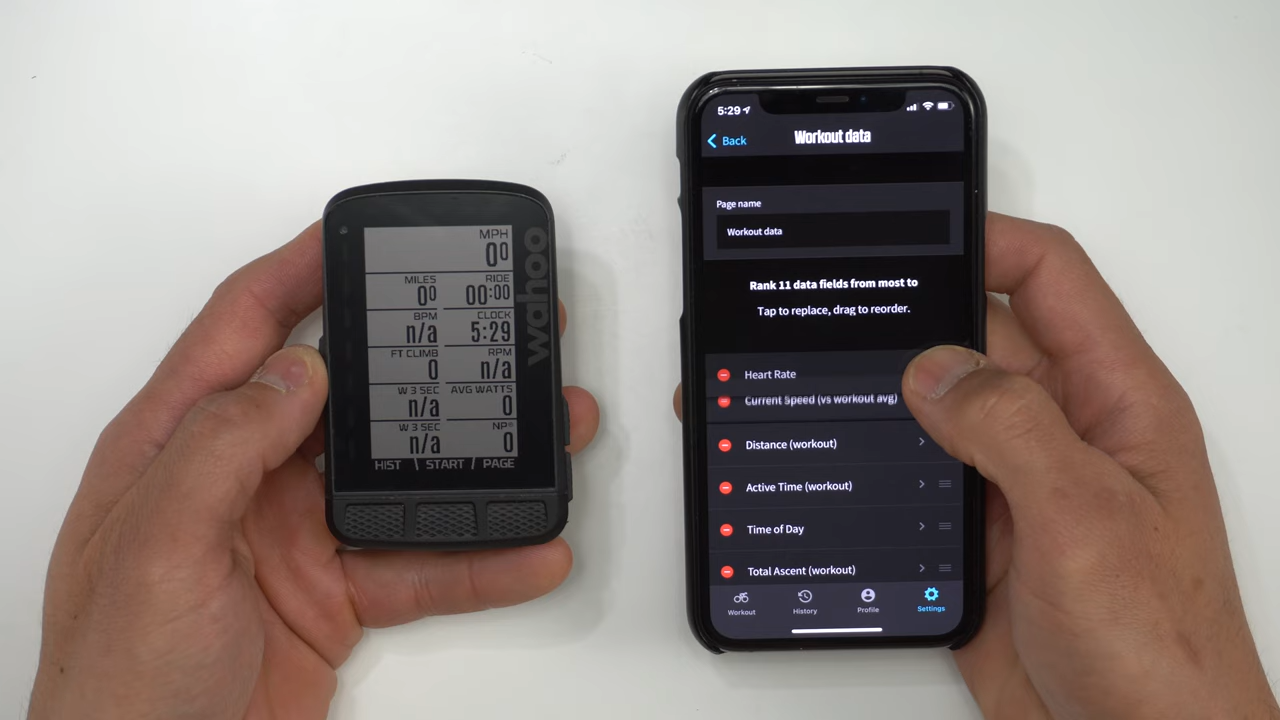 MPH
0⁰
MILES RIDE
0⁰ 00:00
BPM CLOCK
n/a 5:29
FT CLIMB RPM
0 n/a
W 3 SEC AVG WATTS
n/a 0
W 3 SEC NP®
n/a 0
HIST \ START / PAGE
wahoo
5:29
Back Workout data
Page name
Workout data
Rank 11 data fields from most to
Tap to replace, drag to reorder.
Heart Rate
Current Speed (vs workout avg)
Distance (workout)
Active Time (workout)
Time of Day
Total Ascent (workout)
Workout History Profile Settings